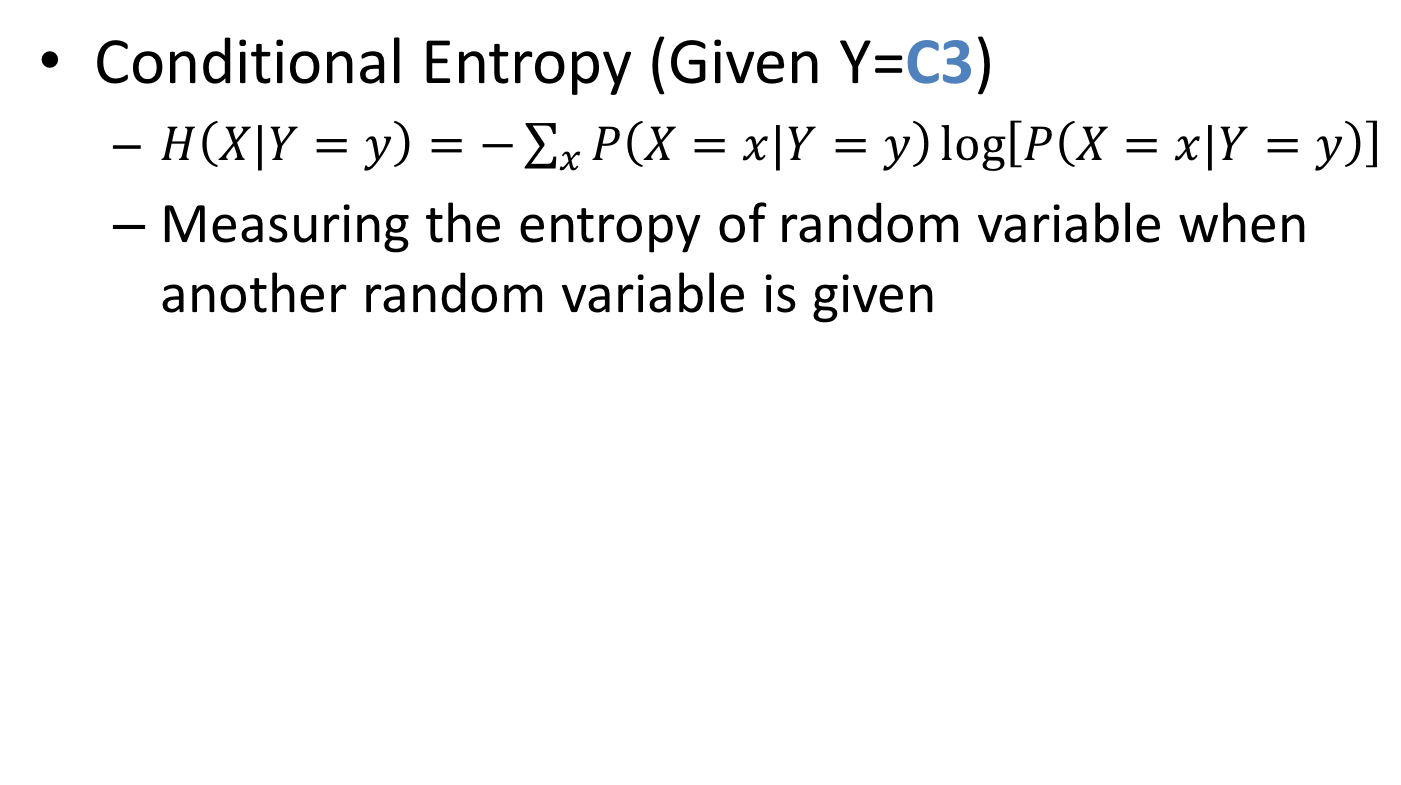 • Conditional Entropy (Given Y=C3)
– H(X|Y = y) = −∑ₓ P(X = x|Y = y) log[P(X = x|Y = y)]
– Measuring the entropy of random variable when
another random variable is given